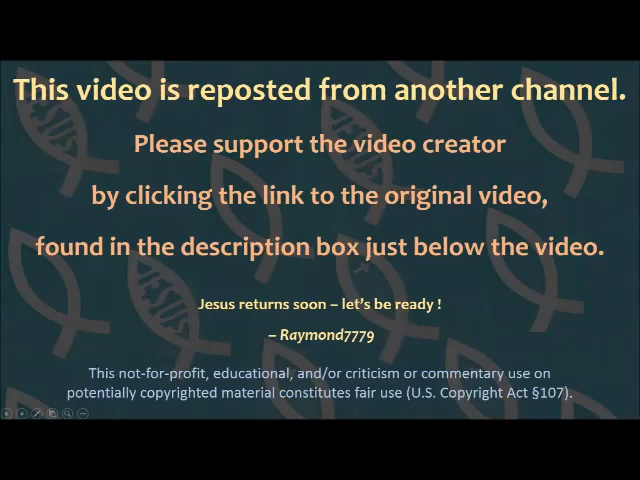 This video is reposted from another channel.
Please support the video creator
by clicking the link to the original video,
found in the description box just below the video.
Jesus returns soon – let's be ready !
– Raymond7779
This not-for-profit, educational, and/or criticism or commentary use on
potentially copyrighted material constitutes fair use (U.S. Copyright Act §107).
JESUS
JESUS
JESUS